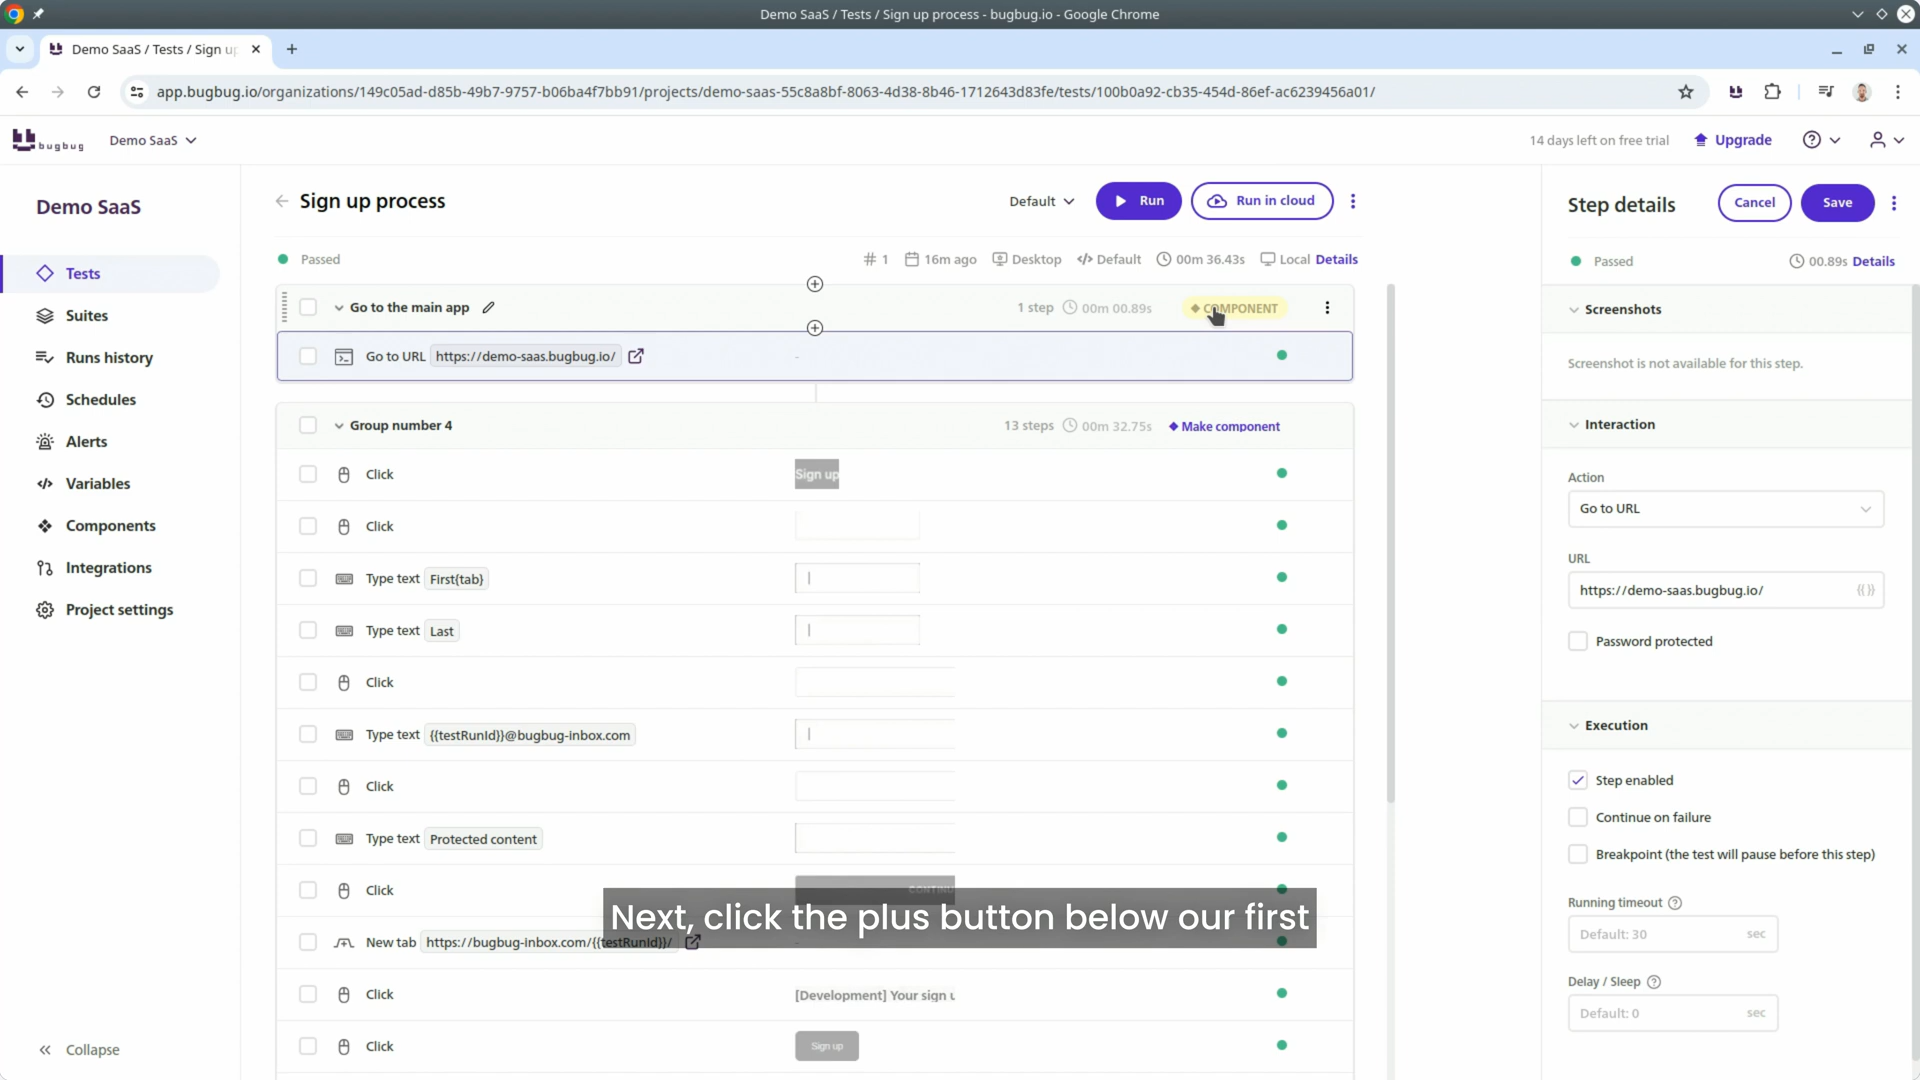 Demo SaaS / Tests / Sign up process - bugbug.io - Google Chrome
Demo SaaS / Tests / Sign up
app.bugbug.io/organizations/149c05ad-d85b-49b7-9757-b06ba4f7bb91/projects/demo-saas-55c8a8bf-8063-4d38-8b46-1712643d83fe/tests/100b0a92-cb35-454d-86ef-ac6239456a01/
bugbug
Demo SaaS
14 days left on free trial
Upgrade
Demo SaaS
Tests
Suites
Runs history
Schedules
Alerts
Variables
Components
Integrations
Project settings
Collapse
Sign up process
Default
Run
Run in cloud
Passed
# 1
16m ago
Desktop
Default
00m 36.43s
Local Details
Go to the main app
1 step
00m 00.89s
COMPONENT
Go to URL https://demo-saas.bugbug.io/
-
Group number 4
13 steps
00m 32.75s
Make component
Click
Sign up
Click
Type text First{tab}
Type text Last
Click
Type text {{testRunId}}@bugbug-inbox.com
Click
Type text Protected content
Click
New tab https://bugbug-inbox.com/{{testRunId}}/
Click
[Development] Your sign u
Click
Sign up
Next, click the plus button below our first
Step details
Cancel
Save
Passed
00.89s Details
Screenshots
Screenshot is not available for this step.
Interaction
Action
Go to URL
URL
https://demo-saas.bugbug.io/
{{}}
Password protected
Execution
Step enabled
Continue on failure
Breakpoint (the test will pause before this step)
Running timeout
Default: 30
sec
Delay / Sleep
Default: 0
sec